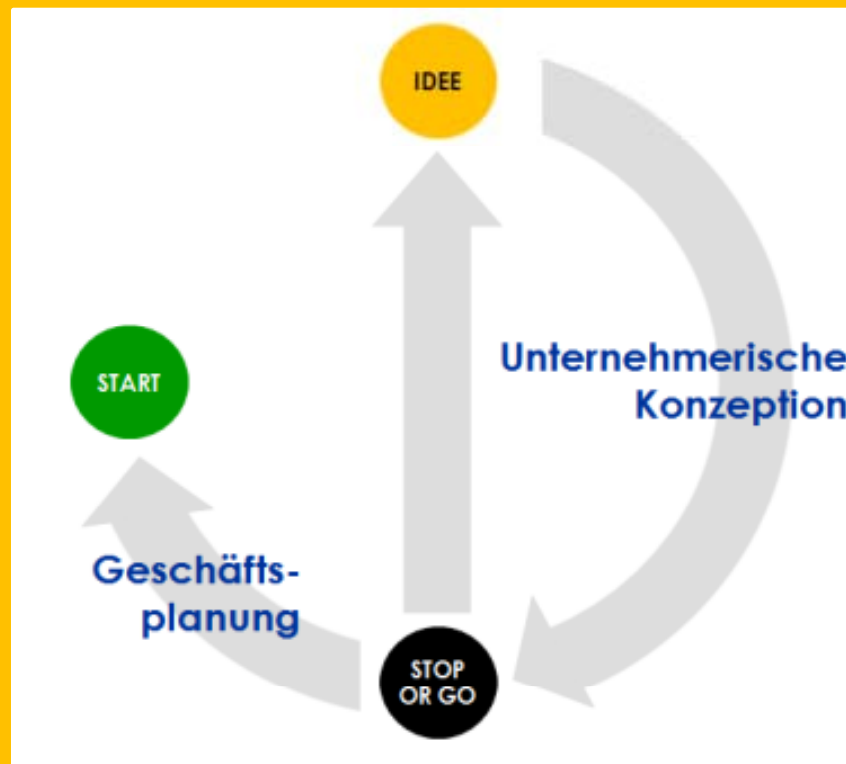 IDEE
Unternehmerische
Konzeption
START
Geschäfts-
planung
STOP
OR GO